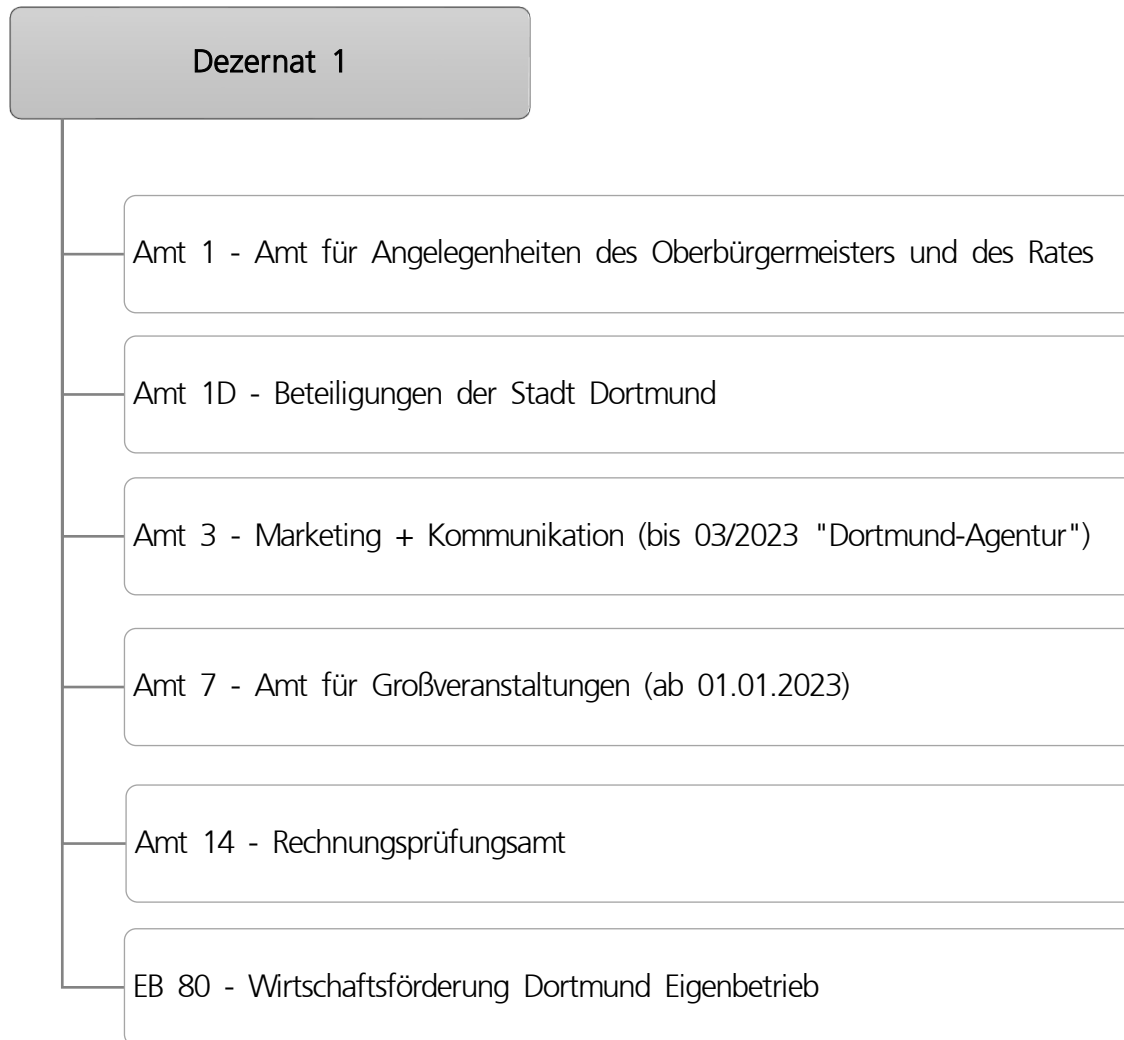 Dezernat 1
Amt 1 - Amt für Angelegenheiten des Oberbürgermeisters und des Rates
Amt 1D - Beteiligungen der Stadt Dortmund
Amt 3 - Marketing + Kommunikation (bis 03/2023 "Dortmund-Agentur")
Amt 7 - Amt für Großveranstaltungen (ab 01.01.2023)
Amt 14 - Rechnungsprüfungsamt
EB 80 - Wirtschaftsförderung Dortmund Eigenbetrieb